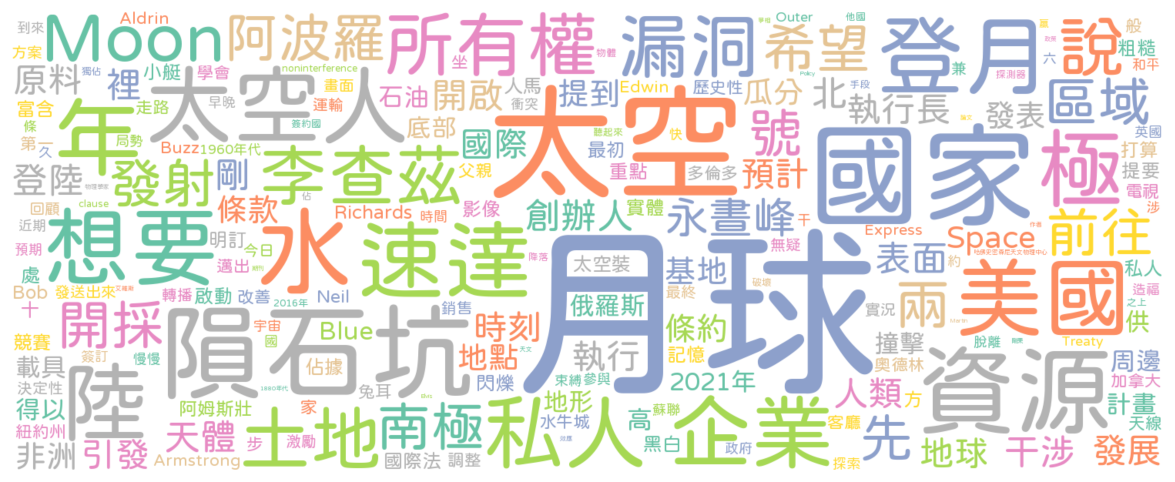 到來 Aldrin Moon 阿波羅 所有權 漏洞 希望 Outer 他國 登月 說 般
方案 獨佔 坐 物體 六 粗糙
原料 裡 小艇 學會 noninterference 畫面 人馬 提到 Edwin 歷史性 兼 探測器 和平
太空人 早晚 運輸 石油 開啟 衝突 瓜分 北 執行長 發表 區域
富含 年 走路 簽約國 底部 太空 聽起來 快 號 國家 極 英國
條 局勢 國際 最初
第一 久 Buzz 1960年代 父親 重點 多倫多 預計 打算
登陸 發射 剛 李查茲 提要
佔 電視
回顧 clause 條款 Richards 時間 影像 創辦人 實體 永晝峰 干 涉
近期 想要 水 速達 Express Space 前往
預期 明訂 今日 降落 太空裝 無疑 表面 約 私人
處 邁出 月球 基地
Bob 發送出來 轉播 啟動 改善 2016年 Neil 銷售 俄羅斯 最終 破壞 實況 兩 美國 造福
十 開採 隕石坑 宇宙 Blue 時刻 條約 之上 供
競賽 國 地點 執行 記憶 撞擊 脫離 Treaty
載具 簽訂 慢慢 佔據 天文 奧德林 資源 周邊
決定性 陸 1980年代 兔耳 閃爍 束縛 參與 2021年 人類 方 加拿大
得以 阿姆斯壯 家 地形 蘇聯 計畫
紐約州 天體 土地 南極 私人企業 水牛城 高 客廳 先 天線
非洲 引發 步 激勵 黑白 地球 干涉 發展
Armstrong 國際法 調整 政府 探索